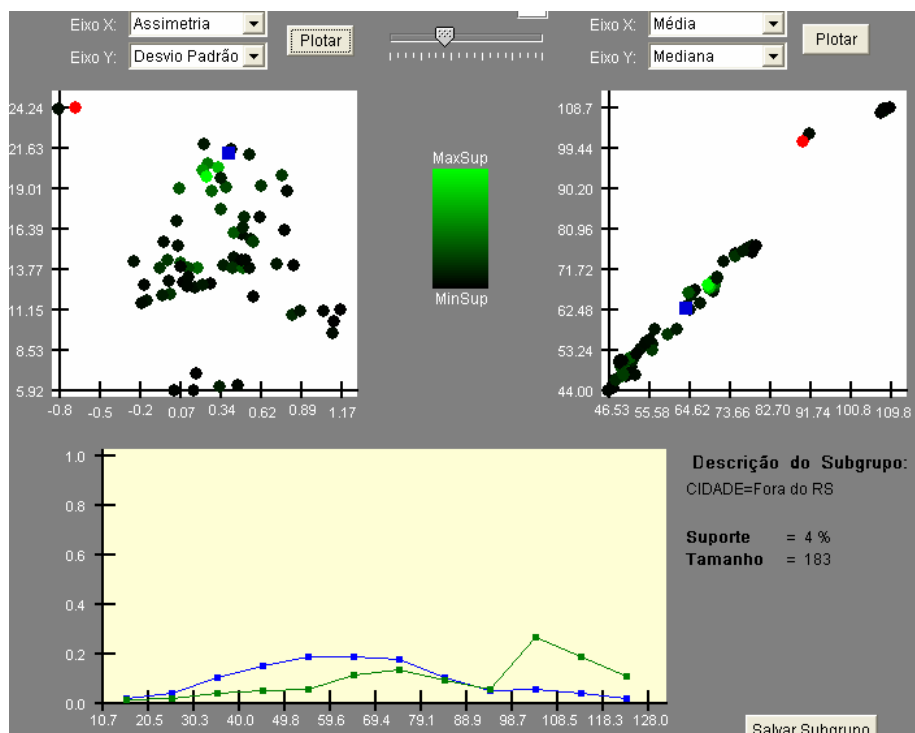 Eixo X: Assimetria
Eixo Y: Desvio Padrão
Plotar
Eixo X: Média
Eixo Y: Mediana
Plotar
24.24
21.63
19.01
16.39
13.77
11.15
8.53
5.92
-0.8 -0.5 -0.2 0.07 0.34 0.62 0.89 1.17
MaxSup
MinSup
108.7
99.44
90.20
80.96
71.72
62.48
53.24
44.00
46.53 55.58 64.62 73.66 82.70 91.74 100.8 109.8
1.0
0.8
0.6
0.4
0.2
0.0
10.7 20.5 30.3 40.0 49.8 59.6 69.4 79.1 88.9 98.7 108.5 118.3 128.0
Descrição do Subgrupo:
CIDADE=Fora do RS
Suporte = 4 %
Tamanho = 183
Salvar Subgrupo